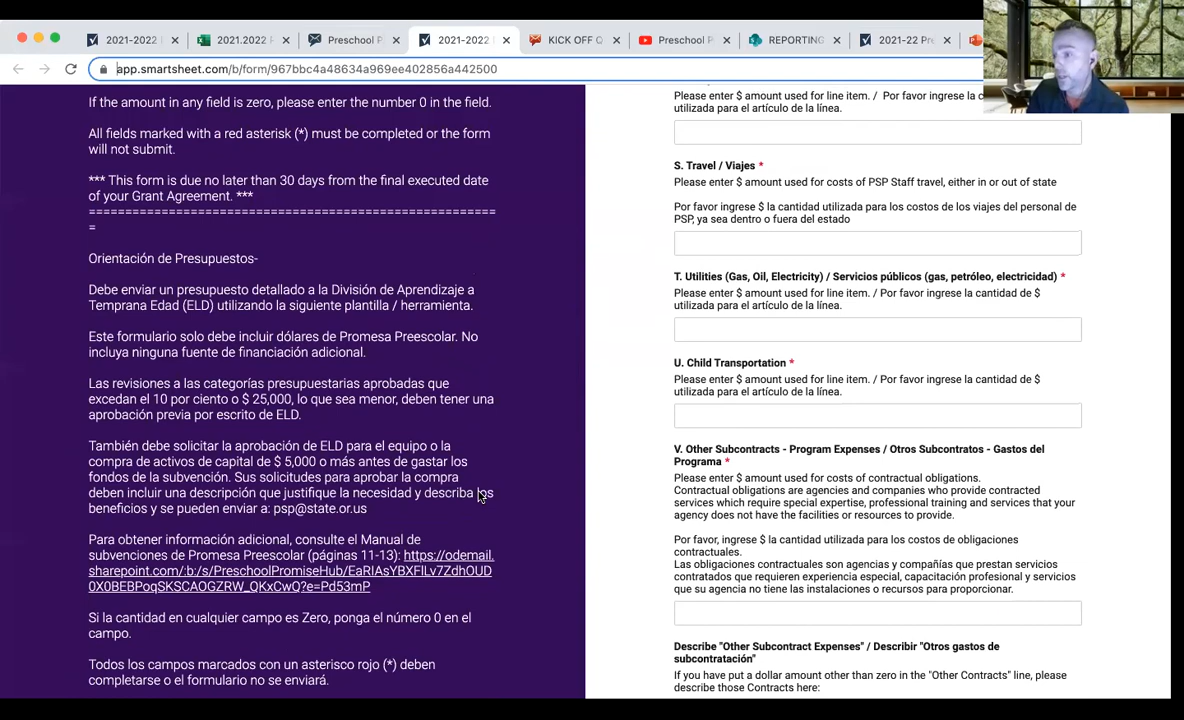 2021-2022
2021.2022
Preschool P
2021-2022
KICK OFF Q
Preschool P
REPORTING
2021-22 Pre
app.smartsheet.com/b/form/967bbc4a48634a969ee402856a442500
If the amount in any field is zero, please enter the number 0 in the field.
All fields marked with a red asterisk (*) must be completed or the form
will not submit.
*** This form is due no later than 30 days from the final executed date
of your Grant Agreement. ***
========================================================
=
Orientación de Presupuestos-
Debe enviar un presupuesto detallado a la División de Aprendizaje a
Temprana Edad (ELD) utilizando la siguiente plantilla / herramienta.
Este formulario solo debe incluir dólares de Promesa Preescolar. No
incluya ninguna fuente de financiación adicional.
Las revisiones a las categorías presupuestarias aprobadas que
excedan el 10 por ciento o $ 25,000, lo que sea menor, deben tener una
aprobación previa por escrito de ELD.
También debe solicitar la aprobación de ELD para el equipo o la
compra de activos de capital de $ 5,000 o más antes de gastar los
fondos de la subvención. Sus solicitudes para aprobar la compra
deben incluir una descripción que justifique la necesidad y describa los
beneficios y se pueden enviar a: psp@state.or.us
Para obtener información adicional, consulte el Manual de
subvenciones de Promesa Preescolar (páginas 11-13): https://odemail.
sharepoint.com/:b:/s/PreschoolPromiseHub/EaRIAsYBXFILv7ZdhOUD
0X0BEBPoqSKSCAOGZRW_QKxCwQ?e=Pd53mP
Si la cantidad en cualquier campo es Zero, ponga el número 0 en el
campo.
Todos los campos marcados con un asterisco rojo (*) deben
completarse o el formulario no se enviará.
Please enter $ amount used for line item. / Por favor ingrese la c
utilizada para el artículo de la línea.
S. Travel / Viajes *
Please enter $ amount used for costs of PSP Staff travel, either in or out of state
Por favor ingrese $ la cantidad utilizada para los costos de los viajes del personal de
PSP, ya sea dentro o fuera del estado
T. Utilities (Gas, Oil, Electricity) / Servicios públicos (gas, petróleo, electricidad) *
Please enter $ amount used for line item. / Por favor ingrese la cantidad de $
utilizada para el artículo de la línea.
U. Child Transportation *
Please enter $ amount used for line item. / Por favor ingrese la cantidad de $
utilizada para el artículo de la línea.
V. Other Subcontracts - Program Expenses / Otros Subcontratos - Gastos del
Programa *
Please enter $ amount used for costs of contractual obligations.
Contractual obligations are agencies and companies who provide contracted
services which require special expertise, professional training and services that your
agency does not have the facilities or resources to provide.
Por favor, ingrese $ la cantidad utilizada para los costos de obligaciones
contractuales.
Las obligaciones contractuales son agencias y compañías que prestan servicios
contratados que requieren experiencia especial, capacitación profesional y servicios
que su agencia no tiene las instalaciones o recursos para proporcionar.
Describe "Other Subcontract Expenses" / Describir "Otros gastos de
subcontratación"
If you have put a dollar amount other than zero in the "Other Contracts" line, please
describe those Contracts here: